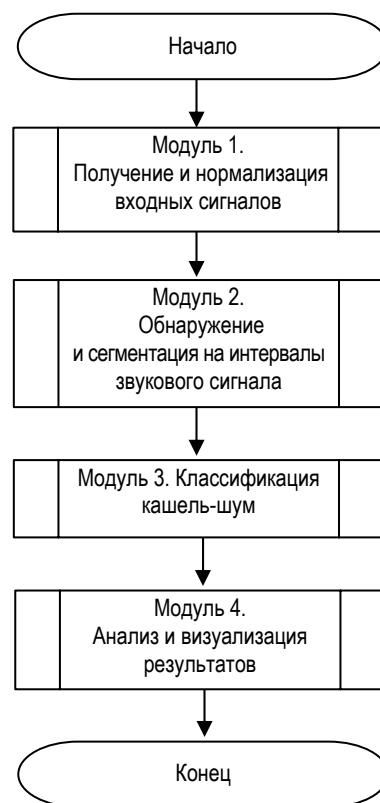 Начало
Модуль 1.
Получение и нормализация
входных сигналов
Модуль 2.
Обнаружение
и сегментация на интервалы
звукового сигнала
Модуль 3. Классификация
кашель-шум
Модуль 4.
Анализ и визуализация
результатов
Конец